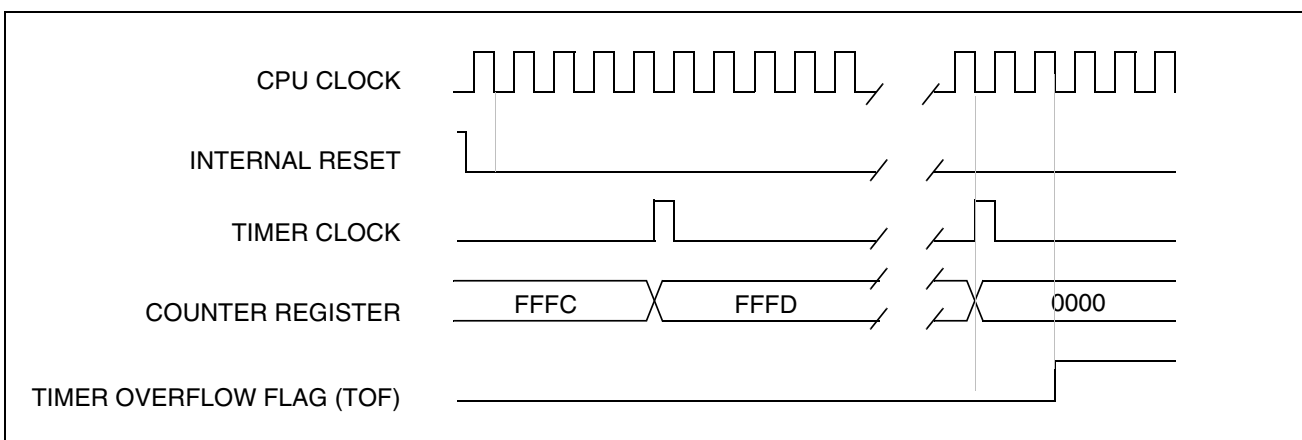 CPU CLOCK
INTERNAL RESET
TIMER CLOCK
COUNTER REGISTER FFFC FFFD 0000
TIMER OVERFLOW FLAG (TOF)